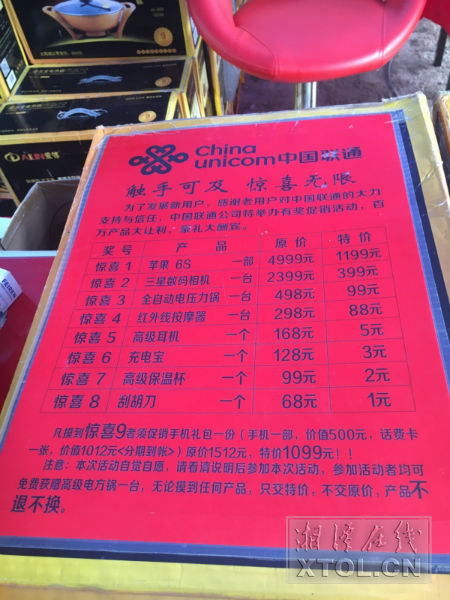 China
unicom中国联通
触手可及 惊喜无限
为了发展新用户，感谢老用户对中国联通的大力
支持与信任，中国联通公司特举办有奖促销活动，百
万产品大让利，豪礼大酬宾。
奖号 产品 原价 特价
惊喜1 苹果 6S 一部 4999元 1199元
惊喜2 三星数码相机 一台 2399元 399元
惊喜3 全自动电压力锅 一台 498元 99元
惊喜4 红外线按摩器 一台 298元 88元
惊喜5 高级耳机 一个 168元 5元
惊喜6 充电宝 一个 128元 3元
惊喜7 高级保温杯 一个 99元 2元
惊喜8 刮胡刀 一个 68元 1元
凡摸到惊喜9者须促销手机礼包一份（手机一部，价值500元，话费卡
一张，价值1012元<分期到帐>）原价1512元，特价1099元！！
注意：本次活动自觉自愿，请看清说明后参加本次活动，参加活动者均可
免费获赠高级电方锅一台，无论摸到任何产品，只交特价，不交原价，产品不
退不换。
湘潭在线
XTOL.CN